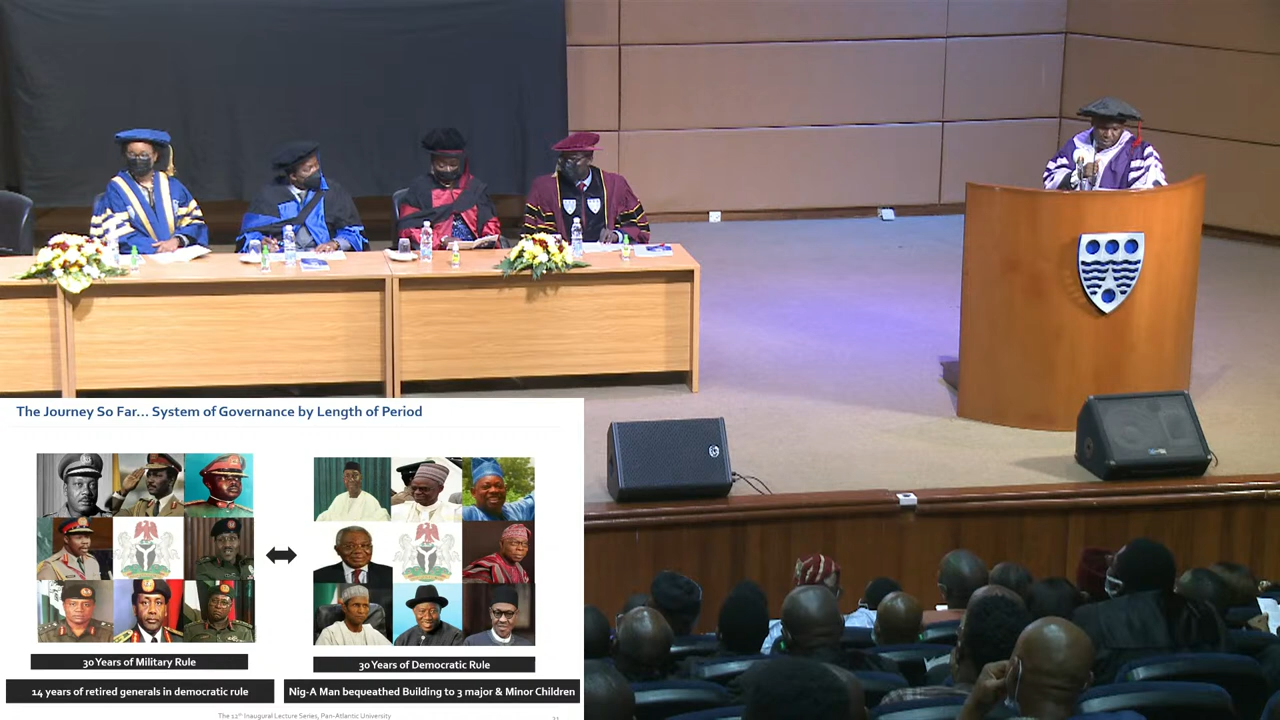 The Journey So Far... System of Governance by Length of Period
30 Years of Military Rule
30 Years of Democratic Rule
14 years of retired generals in democratic rule
Nig-A Man bequeathed Building to 3 major & Minor Children
The 12th Inaugural Lecture Series, Pan-Atlantic University